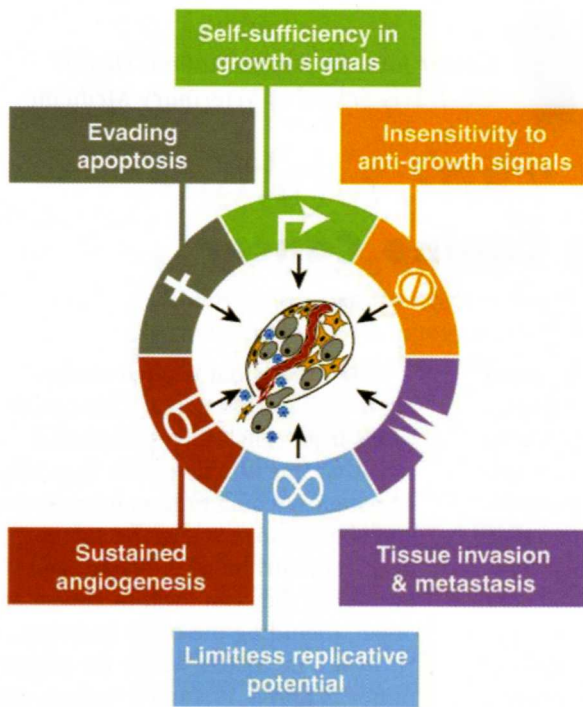 Self-sufficiency in
growth signals
Evading
apoptosis
Insensitivity to
anti-growth signals
Sustained
angiogenesis
Tissue invasion
& metastasis
Limitless replicative
potential